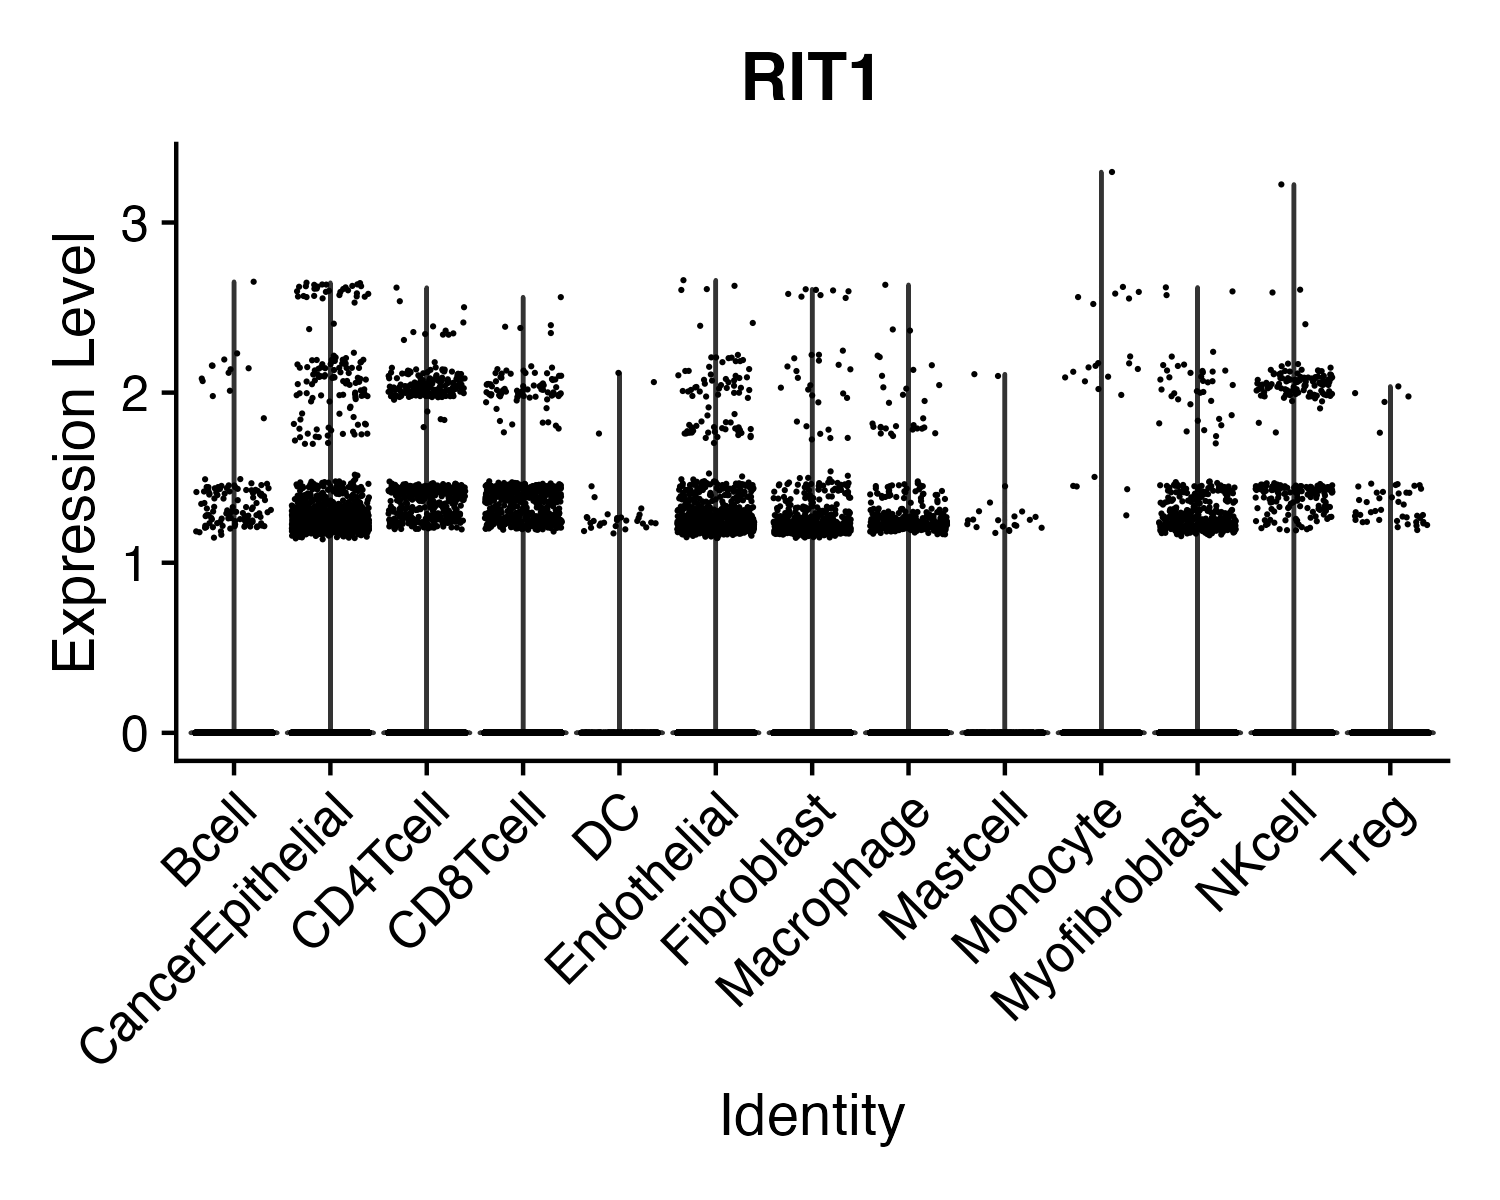 RIT1
Expression Level
3
2
1
0
Bcell
CancerEpithelial
CD4Tcell
CD8Tcell
DC
Endothelial
Fibroblast
Macrophage
Mastcell
Monocyte
Myofibroblast
NKcell
Treg
Identity